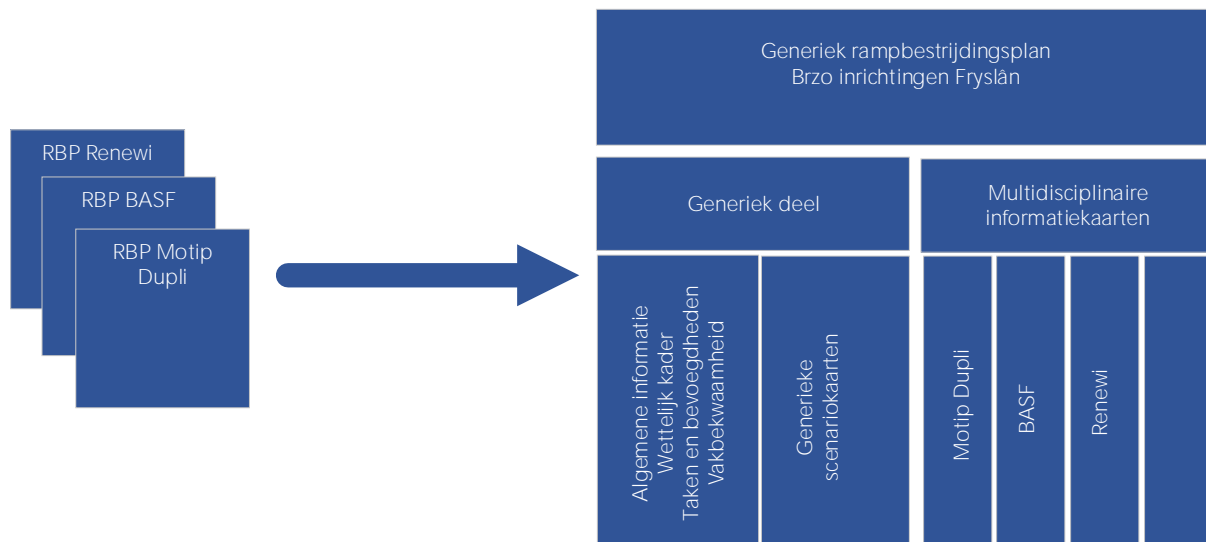 RBP Renewi
RBP BASF
RBP Motip
Dupli
Generiek rampbestrijdingsplan
Brzo inrichtingen Fryslân
Generiek deel
Multidisciplinaire
informatiekaarten
Algemene informatie
Wettelijk kader
Taken en bevoegdheden
Vakbekwaamheid
Generieke
scenariokaarten
Motip Dupli
BASF
Renewi